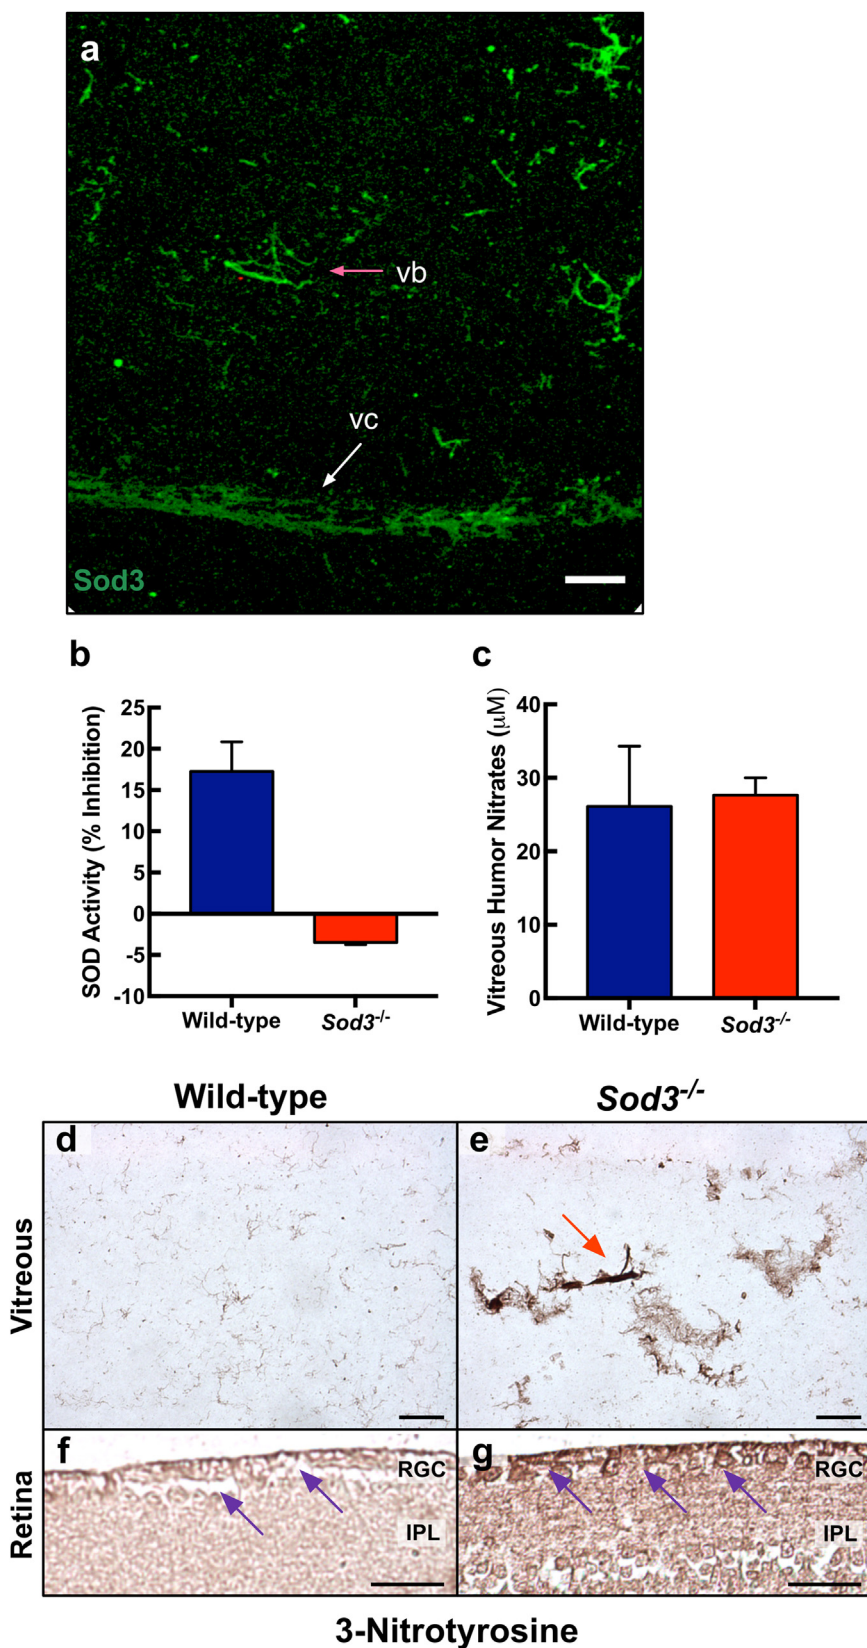 a
vb
vc
Sod3
b
SOD Activity (% Inhibition)
25
20
15
10
5
0
-5
-10
Wild-type
Sod3-/-
c
Vitreous Humor Nitrates (μM)
40
30
20
10
0
Wild-type
Sod3-/-
Wild-type
Sod3-/-
Vitreous
d
e
Retina
f
RGC
IPL
g
RGC
IPL
3-Nitrotyrosine